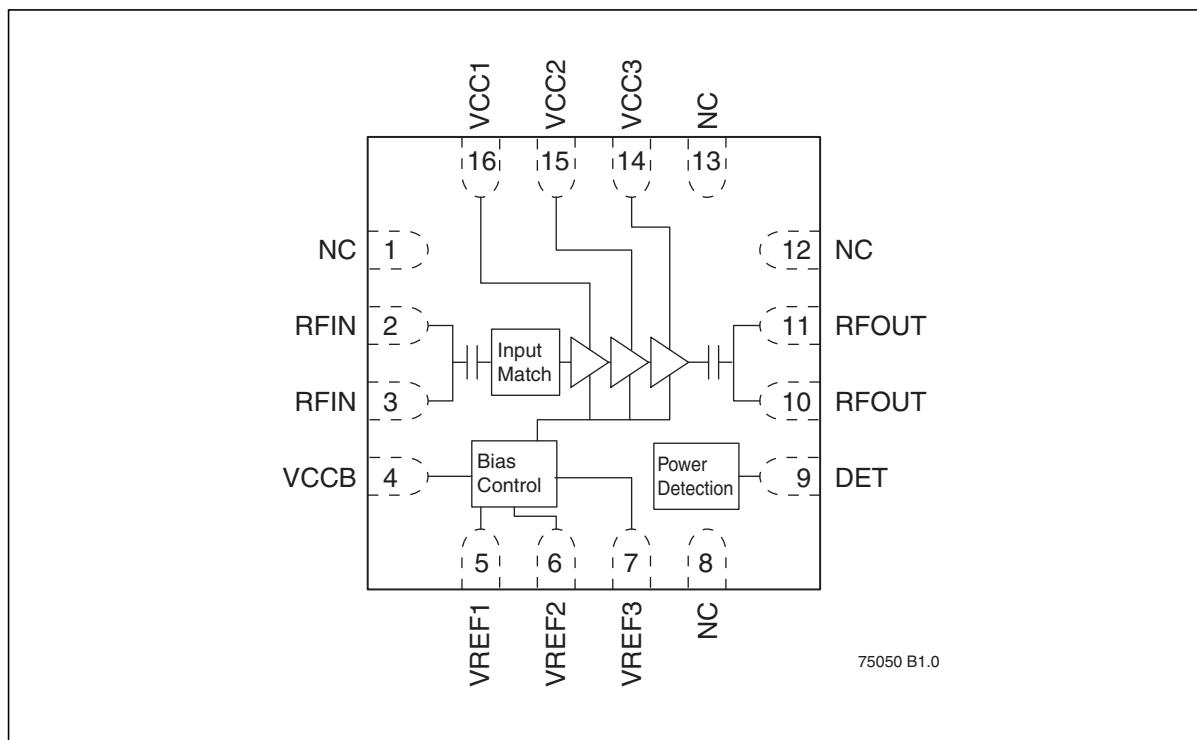 VCC1
VCC2
VCC3
NC
16
15
14
13
NC
1
12
NC
RFIN
2
11
RFOUT
Input
Match
RFIN
3
10
RFOUT
VCCB
4
Bias
Control
Power
Detection
9
DET
5
6
7
8
VREF1
VREF2
VREF3
NC
75050 B1.0